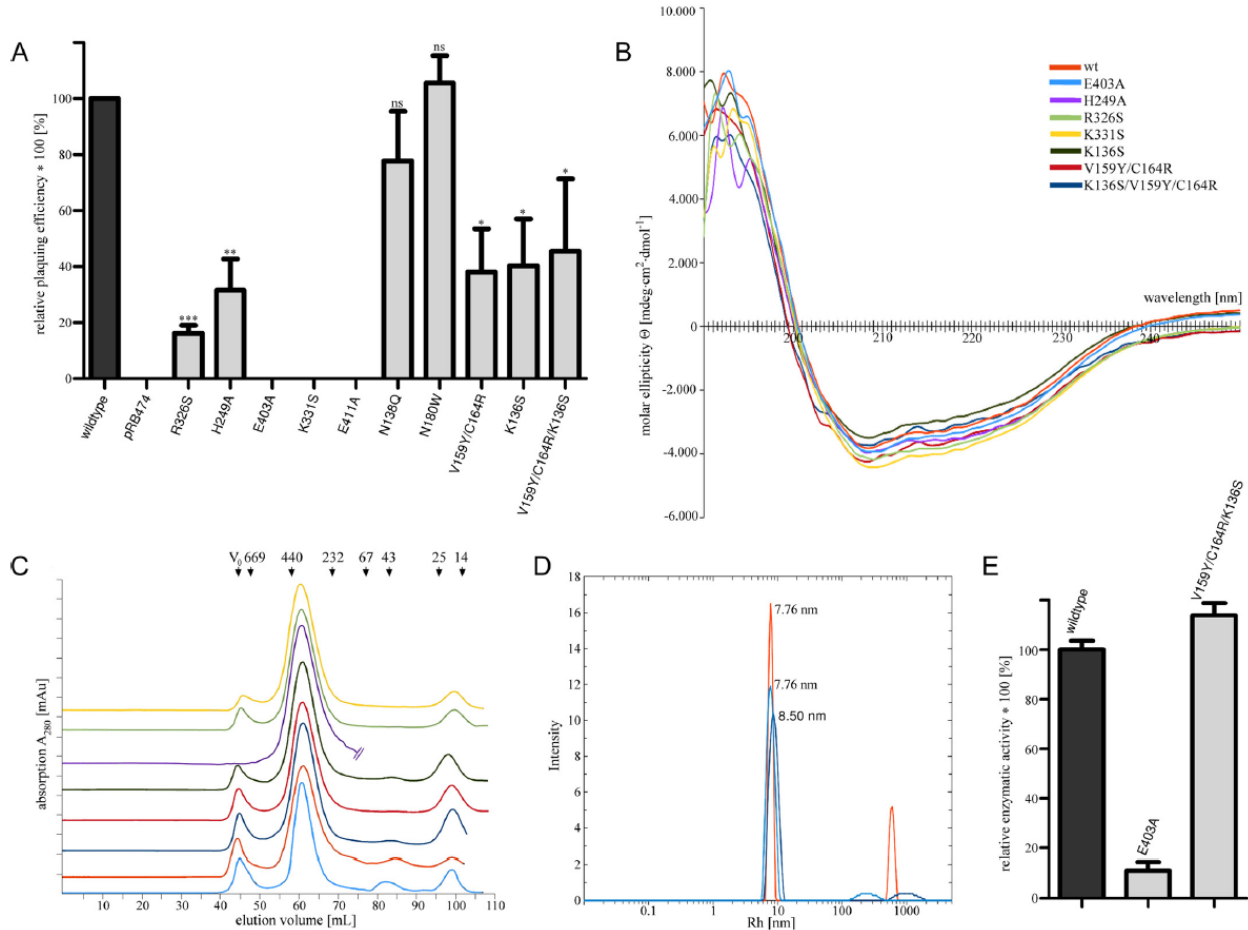 A
relative plaquing efficiency * 100 [%]
100
80
60
40
20
0
***
**
ns
ns
*
*
*
wildtype
pRB474
R326S
H249A
E403A
K331S
E411A
N138Q
N180W
V159Y/C164R
K136S
V159Y/C164R/K136S
B
molar ellipticity Θ [mdeg·cm²·dmol⁻¹]
10.000
8.000
6.000
4.000
2.000
0
-2.000
-4.000
-6.000
wt
E403A
H249A
R326S
K331S
K136S
V159Y/C164R
K136S/V159Y/C164R
wavelength [nm]
200
210
220
230
240
C
V₀ 669 440 232 67 43 25 14
absorption A₂₈₀ [mAu]
10 20 30 40 50 60 70 80 90 100 110
elution volume [mL]
D
Intensity
18
16
14
12
10
8
6
4
2
0
7.76 nm
7.76 nm
8.50 nm
0.1 1 10 100 1000
Rh [nm]
E
relative enzymatic activity * 100 [%]
100
80
60
40
20
0
wildtype
E403A
V159Y/C164R/K136S